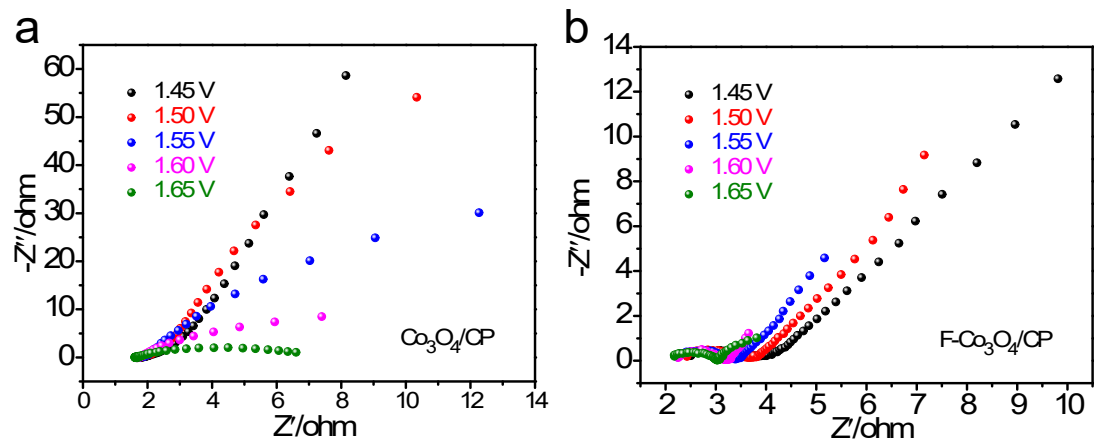 a
60
50
40
30
20
10
0
-Z″/ohm
1.45 V
1.50 V
1.55 V
1.60 V
1.65 V
Co₃O₄/CP
2 4 6 8 10 12 14
Z′/ohm
b
14
12
10
8
6
4
2
0
-Z″/ohm
1.45 V
1.50 V
1.55 V
1.60 V
1.65 V
F-Co₃O₄/CP
2 3 4 5 6 7 8 9 10
Z′/ohm